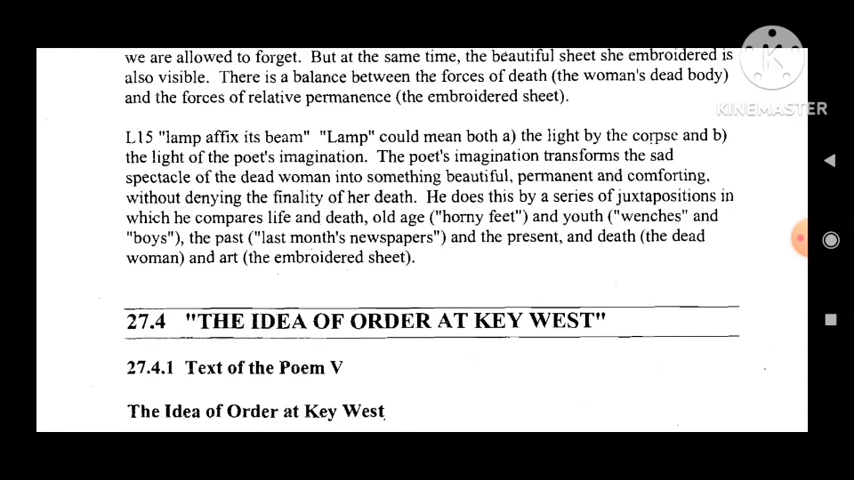 we are allowed to forget. But at the same time, the beautiful sheet she embroidered is
also visible. There is a balance between the forces of death (the woman's dead body)
and the forces of relative permanence (the embroidered sheet).
KINEMASTER
L15 "lamp affix its beam" "Lamp" could mean both a) the light by the corpse and b)
the light of the poet's imagination. The poet's imagination transforms the sad
spectacle of the dead woman into something beautiful, permanent and comforting,
without denying the finality of her death. He does this by a series of juxtapositions in
which he compares life and death, old age ("horny feet") and youth ("wenches" and
"boys"), the past ("last month's newspapers") and the present, and death (the dead
woman) and art (the embroidered sheet).
27.4 "THE IDEA OF ORDER AT KEY WEST"
27.4.1 Text of the Poem V
The Idea of Order at Key West